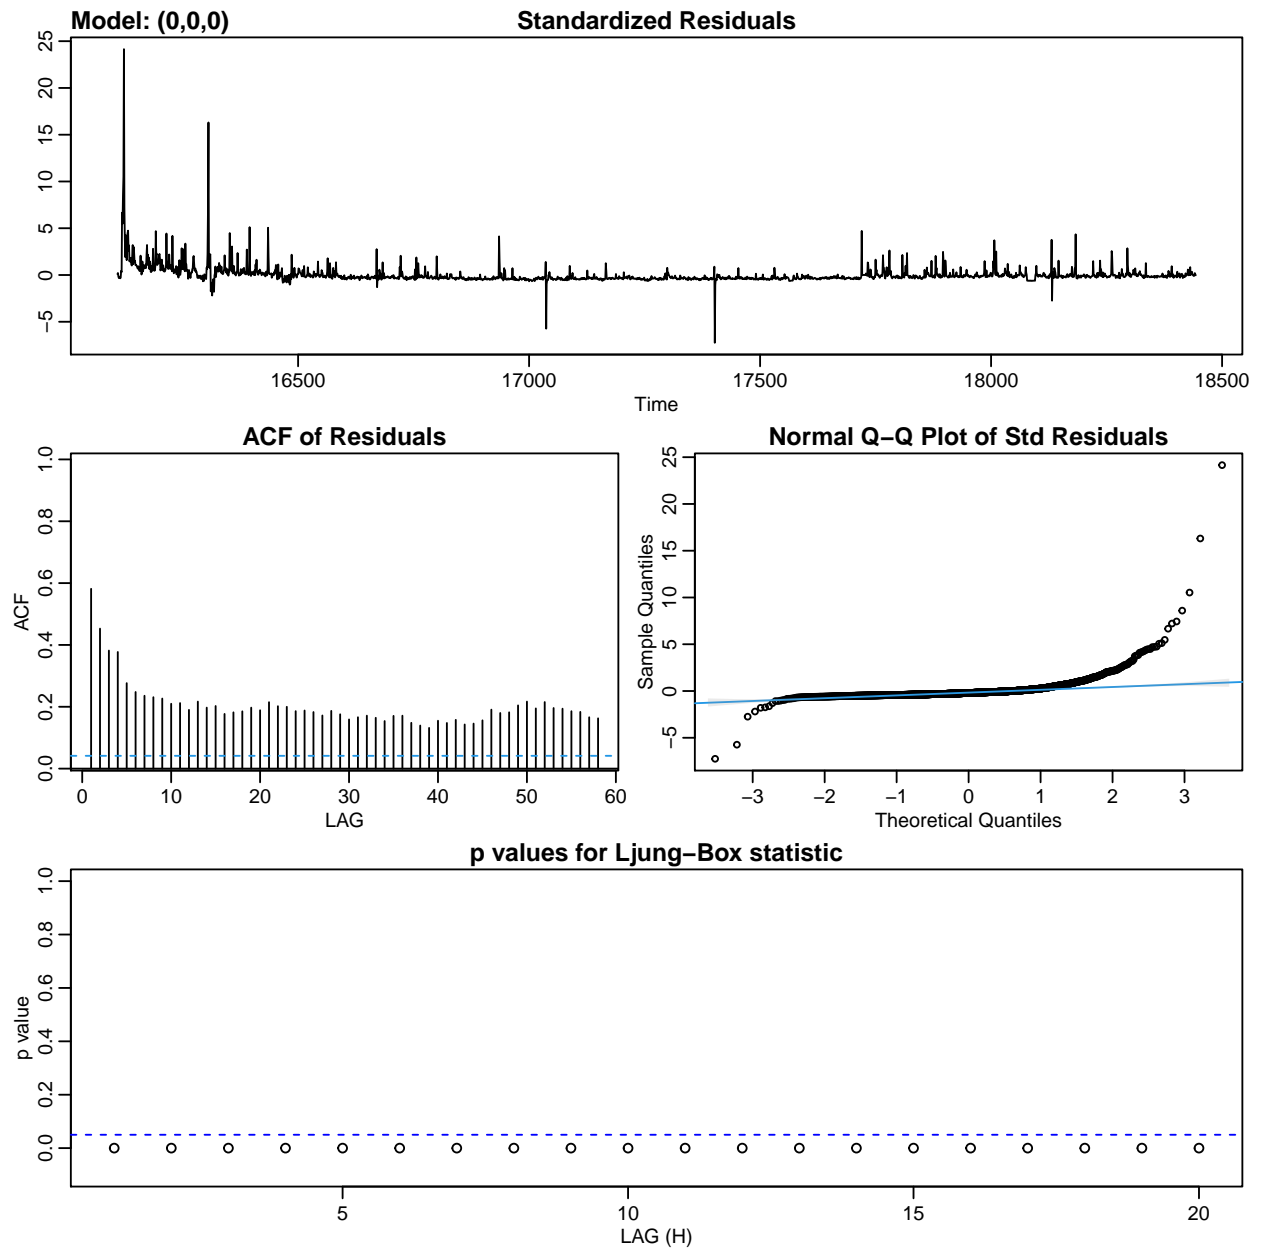 Model: (0,0,0) Standardized Residuals
25
20
15
10
5
0
−5
16500 17000 17500 18000 18500
Time
ACF of Residuals
1.0
0.8
0.6
0.4
0.2
0.0
ACF
0 10 20 30 40 50 60
LAG
Normal Q−Q Plot of Std Residuals
25
20
15
10
5
0
−5
Sample Quantiles
−3 −2 −1 0 1 2 3
Theoretical Quantiles
p values for Ljung−Box statistic
1.0
0.8
0.6
0.4
0.2
0.0
p value
5 10 15 20
LAG (H)